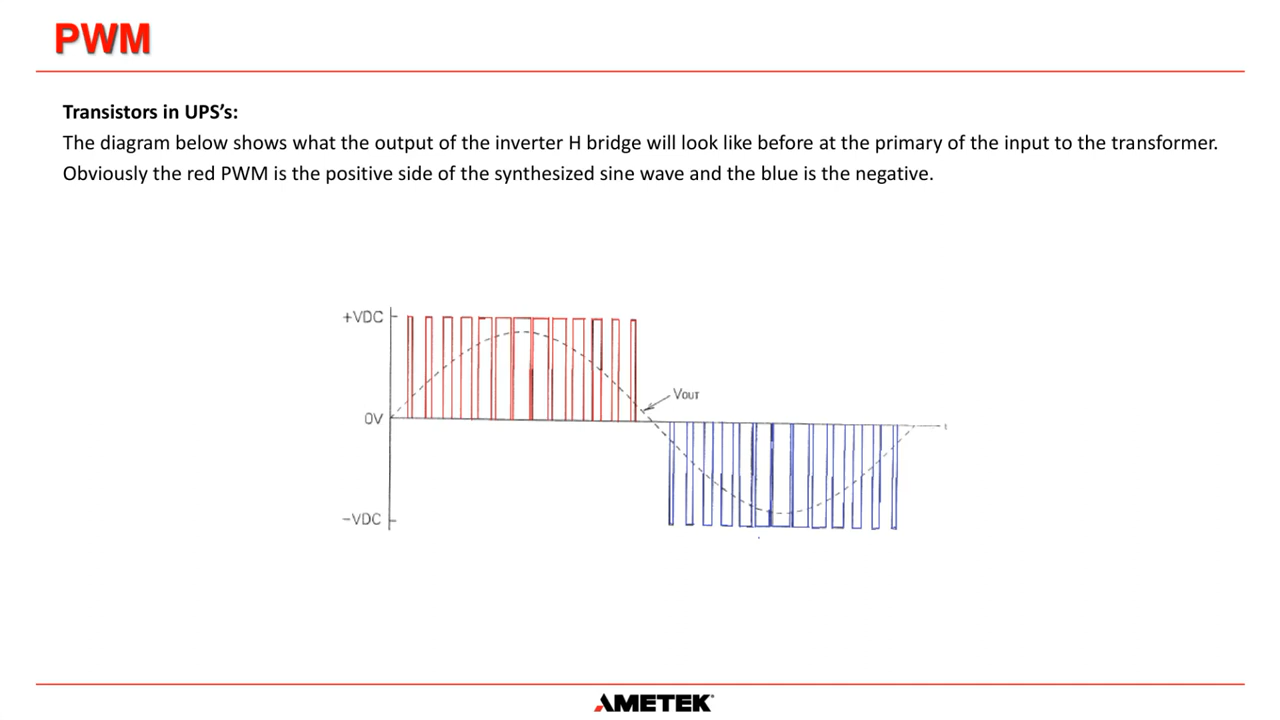 PWM
Transistors in UPS’s:
The diagram below shows what the output of the inverter H bridge will look like before at the primary of the input to the transformer.
Obviously the red PWM is the positive side of the synthesized sine wave and the blue is the negative.
+VDC
VOUT
0V
t
−VDC
AMETEK®